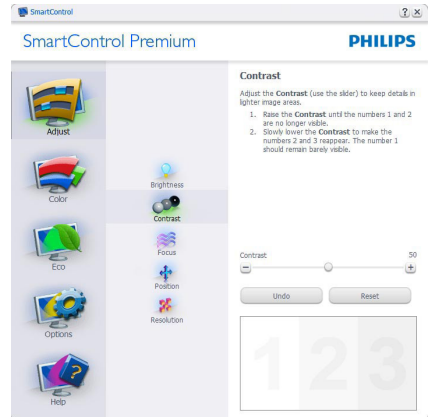 SmartControl
SmartControl Premium
PHILIPS
Adjust
Color
Eco
Options
Help
Brightness
Contrast
Focus
Position
Resolution
Contrast
Adjust the Contrast (use the slider) to keep details in
lighter image areas.
1. Raise the Contrast until the numbers 1 and 2
are no longer visible.
2. Slowly lower the Contrast to make the
numbers 2 and 3 reappear. The number 1
should remain barely visible.
Contrast 50
Undo Reset
1 2 3